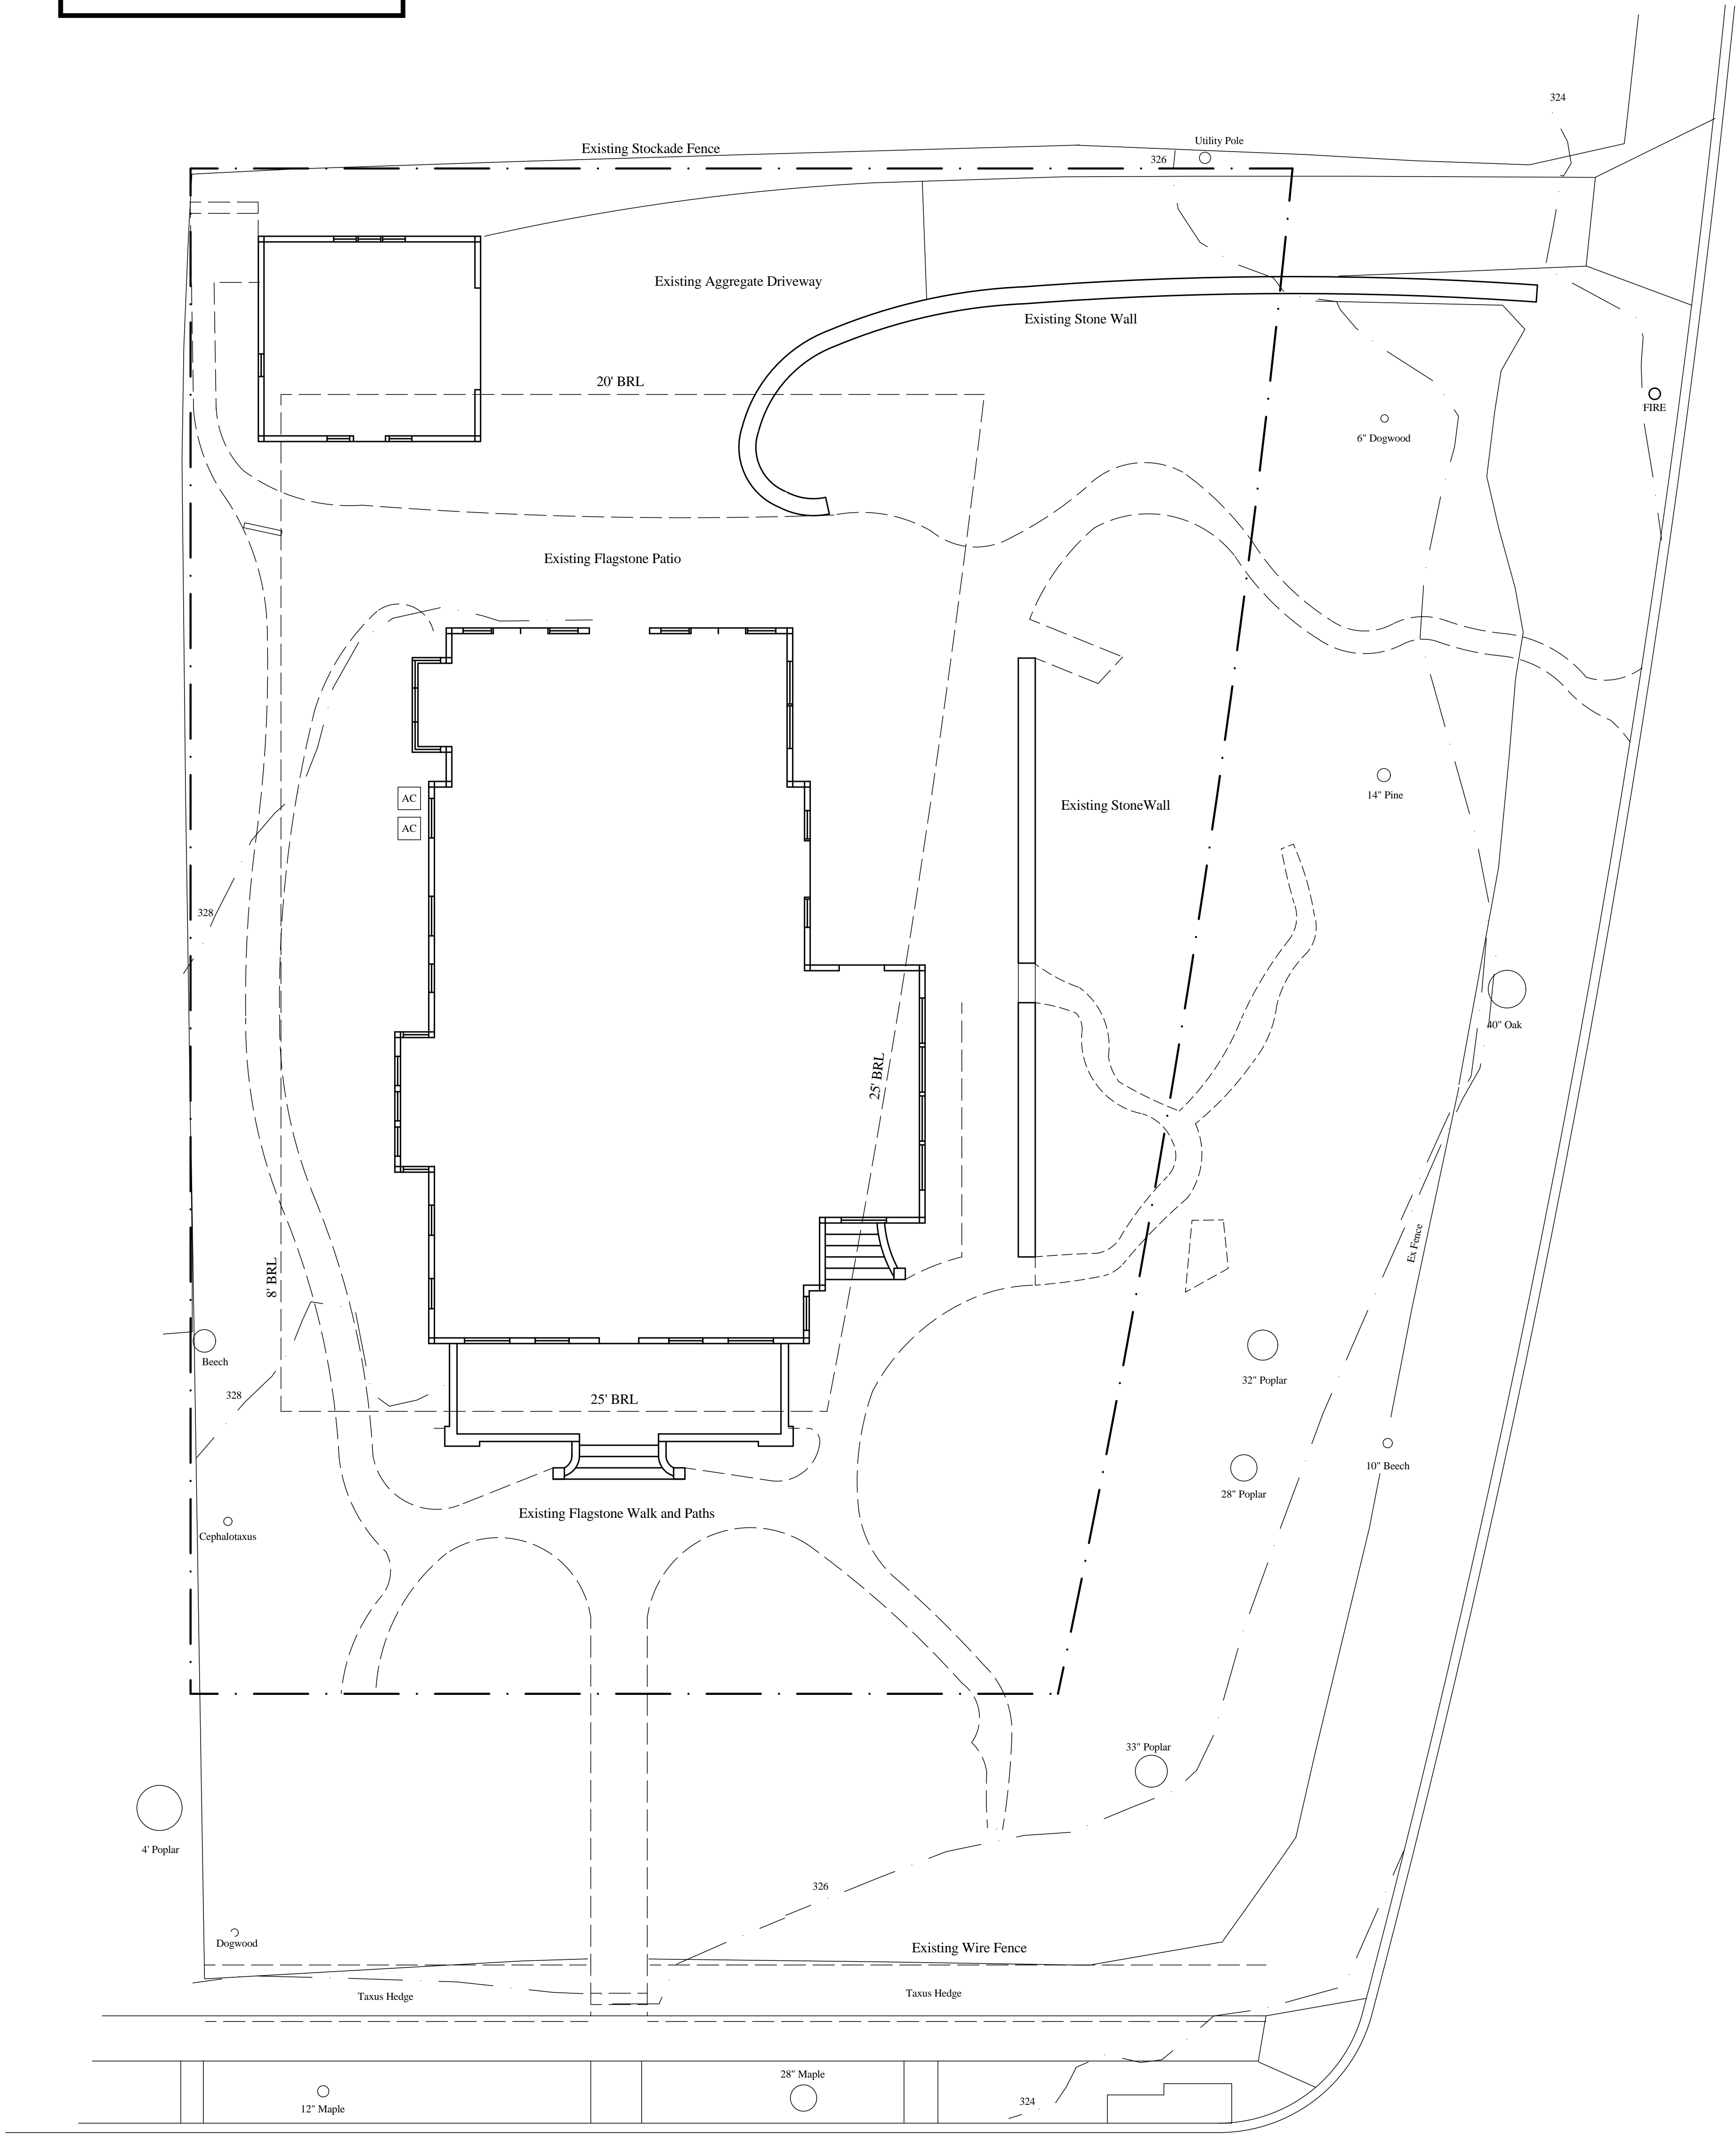 324
Utility Pole
Existing Stockade Fence
326
Existing Aggregate Driveway
Existing Stone Wall
20' BRL
FIRE
6" Dogwood
Existing Flagstone Patio
14" Pine
AC
Existing StoneWall
AC
328
40" Oak
25' BRL
Ex Fence
8' BRL
Beech
32" Poplar
328
25' BRL
10" Beech
28" Poplar
Existing Flagstone Walk and Paths
Cephalotaxus
33" Poplar
4' Poplar
326
Dogwood
Existing Wire Fence
Taxus Hedge
Taxus Hedge
28" Maple
324
12" Maple